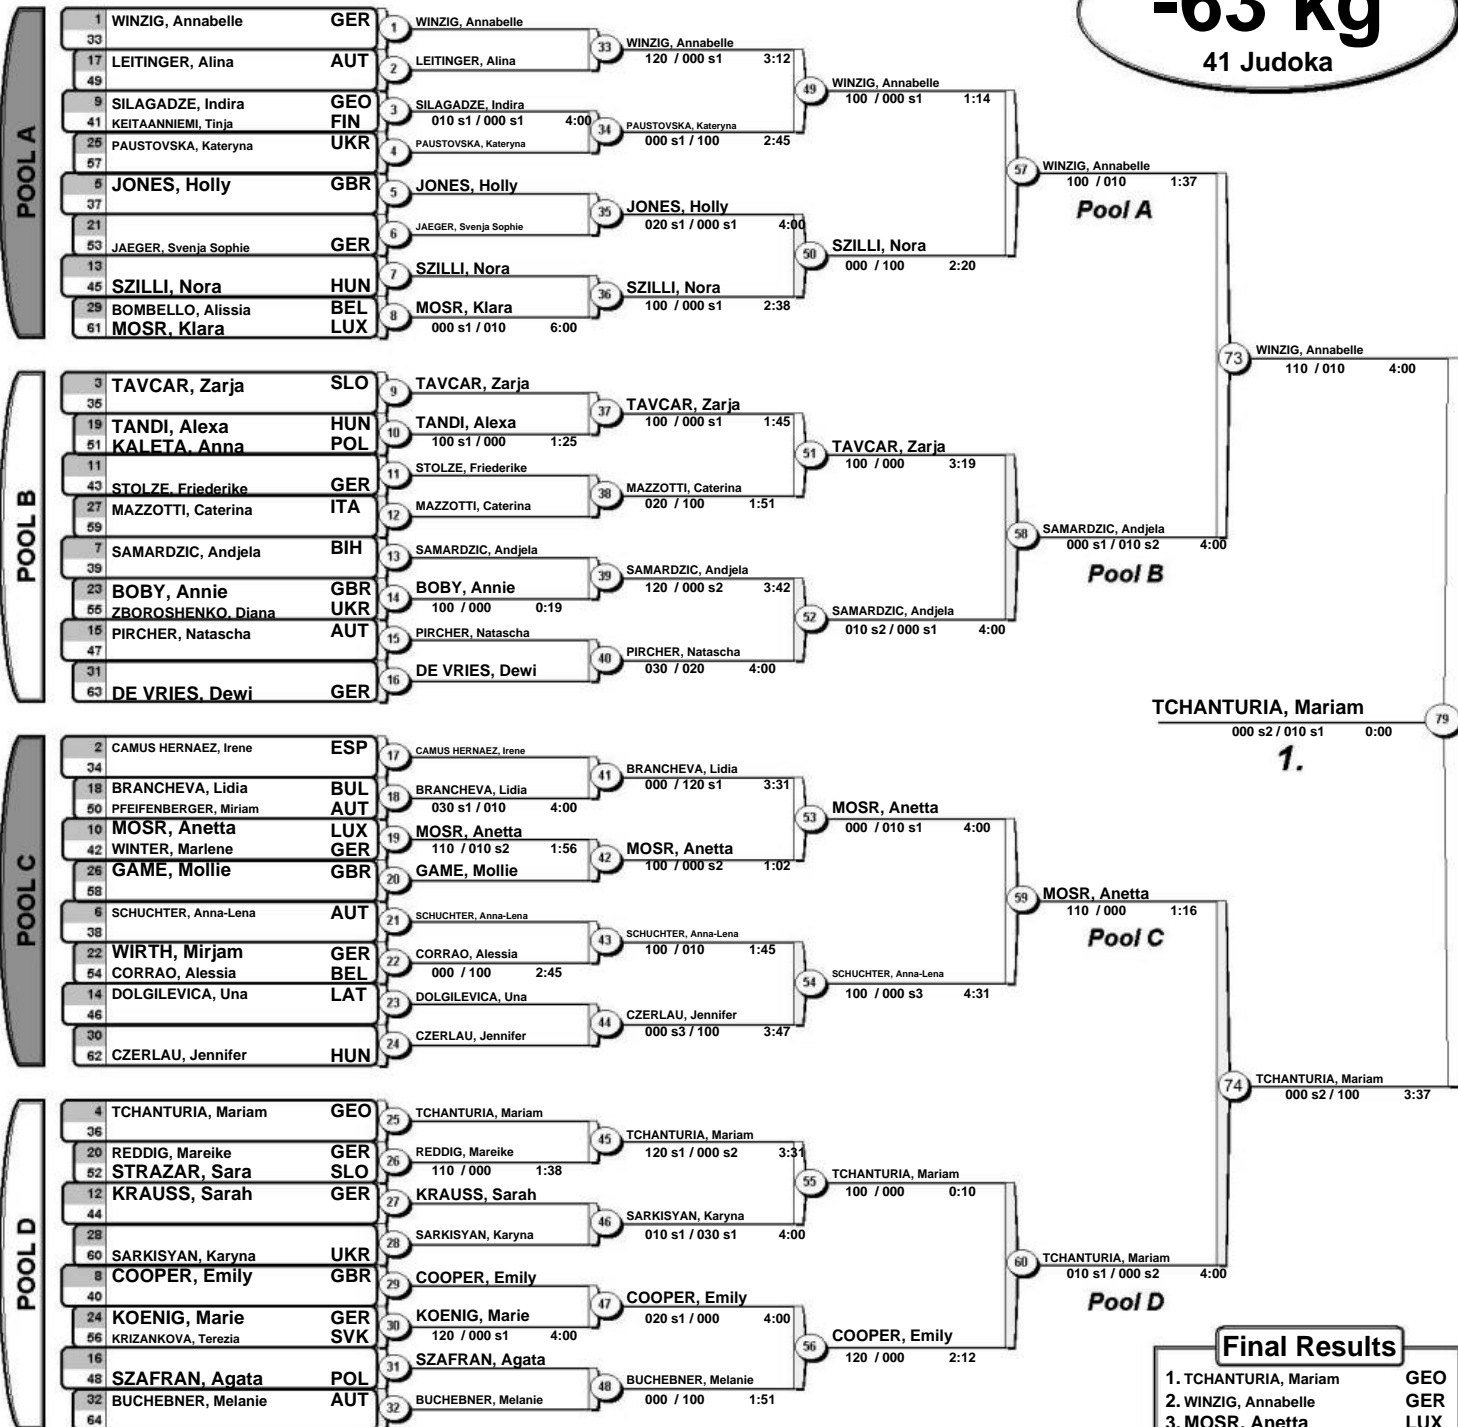 -63 kg
41 Judoka
POOL A
1 WINZIG, Annabelle GER
33
17 LEITINGER, Alina AUT
49
9 SILAGADZE, Indira GEO
41 KEITAANNIEMI, Tinja FIN
25 PAUSTOVSKA, Kateryna UKR
57
5 JONES, Holly GBR
37
21
53 JAEGER, Svenja Sophie GER
13
45 SZILLI, Nora HUN
29 BOMBELLO, Alissia BEL
61 MOSR, Klara LUX
1 WINZIG, Annabelle
2 LEITINGER, Alina
3 SILAGADZE, Indira
010 s1 / 000 s1 4:00
4 PAUSTOVSKA, Kateryna
5 JONES, Holly
6 JAEGER, Svenja Sophie
7 SZILLI, Nora
8 MOSR, Klara
000 s1 / 010 6:00
33 WINZIG, Annabelle
120 / 000 s1 3:12
34 PAUSTOVSKA, Kateryna
000 s1 / 100 2:45
35 JONES, Holly
020 s1 / 000 s1 4:00
36 SZILLI, Nora
100 / 000 s1 2:38
49 WINZIG, Annabelle
100 / 000 s1 1:14
50 SZILLI, Nora
000 / 100 2:20
57 WINZIG, Annabelle
100 / 010 1:37
Pool A
POOL B
3 TAVCAR, Zarja SLO
35
19 TANDI, Alexa HUN
51 KALETA, Anna POL
11
43 STOLZE, Friederike GER
27 MAZZOTTI, Caterina ITA
59
7 SAMARDZIC, Andjela BIH
39
23 BOBY, Annie GBR
55 ZBOROSHENKO, Diana UKR
15 PIRCHER, Natascha AUT
47
31
63 DE VRIES, Dewi GER
9 TAVCAR, Zarja
10 TANDI, Alexa
100 s1 / 000 1:25
11 STOLZE, Friederike
12 MAZZOTTI, Caterina
13 SAMARDZIC, Andjela
14 BOBY, Annie
100 / 000 0:19
15 PIRCHER, Natascha
16 DE VRIES, Dewi
37 TAVCAR, Zarja
100 / 000 s1 1:45
38 MAZZOTTI, Caterina
020 / 100 1:51
39 SAMARDZIC, Andjela
120 / 000 s2 3:42
40 PIRCHER, Natascha
030 / 020 4:00
51 TAVCAR, Zarja
100 / 000 3:19
52 SAMARDZIC, Andjela
010 s2 / 000 s1 4:00
58 SAMARDZIC, Andjela
000 s1 / 010 s2 4:00
Pool B
73 WINZIG, Annabelle
110 / 010 4:00
TCHANTURIA, Mariam 79
000 s2 / 010 s1 0:00
1.
POOL C
2 CAMUS HERNAEZ, Irene ESP
34
18 BRANCHEVA, Lidia BUL
50 PFEIFENBERGER, Miriam AUT
10 MOSR, Anetta LUX
42 WINTER, Marlene GER
26 GAME, Mollie GBR
58
6 SCHUCHTER, Anna-Lena AUT
38
22 WIRTH, Mirjam GER
54 CORRAO, Alessia BEL
14 DOLGILEVICA, Una LAT
46
30
62 CZERLAU, Jennifer HUN
17 CAMUS HERNAEZ, Irene
18 BRANCHEVA, Lidia
030 s1 / 010 4:00
19 MOSR, Anetta
110 / 010 s2 1:56
20 GAME, Mollie
21 SCHUCHTER, Anna-Lena
22 CORRAO, Alessia
000 / 100 2:45
23 DOLGILEVICA, Una
24 CZERLAU, Jennifer
41 BRANCHEVA, Lidia
000 / 120 s1 3:31
42 MOSR, Anetta
100 / 000 s2 1:02
43 SCHUCHTER, Anna-Lena
100 / 010 1:45
44 CZERLAU, Jennifer
000 s3 / 100 3:47
53 MOSR, Anetta
000 / 010 s1 4:00
54 SCHUCHTER, Anna-Lena
100 / 000 s3 4:31
59 MOSR, Anetta
110 / 000 1:16
Pool C
POOL D
4 TCHANTURIA, Mariam GEO
36
20 REDDIG, Mareike GER
52 STRAZAR, Sara SLO
12 KRAUSS, Sarah GER
44
28
60 SARKISYAN, Karyna UKR
8 COOPER, Emily GBR
40
24 KOENIG, Marie GER
56 KRIZANKOVA, Terezia SVK
16
48 SZAFRAN, Agata POL
32 BUCHEBNER, Melanie AUT
64
25 TCHANTURIA, Mariam
26 REDDIG, Mareike
110 / 000 1:38
27 KRAUSS, Sarah
28 SARKISYAN, Karyna
29 COOPER, Emily
30 KOENIG, Marie
120 / 000 s1 4:00
31 SZAFRAN, Agata
32 BUCHEBNER, Melanie
45 TCHANTURIA, Mariam
120 s1 / 000 s2 3:31
46 SARKISYAN, Karyna
010 s1 / 030 s1 4:00
47 COOPER, Emily
020 s1 / 000 4:00
48 BUCHEBNER, Melanie
000 / 100 1:51
55 TCHANTURIA, Mariam
100 / 000 0:10
56 COOPER, Emily
120 / 000 2:12
60 TCHANTURIA, Mariam
010 s1 / 000 s2 4:00
Pool D
74 TCHANTURIA, Mariam
000 s2 / 100 3:37
Final Results
1. TCHANTURIA, Mariam GEO
2. WINZIG, Annabelle GER
3. MOSR, Anetta LUX